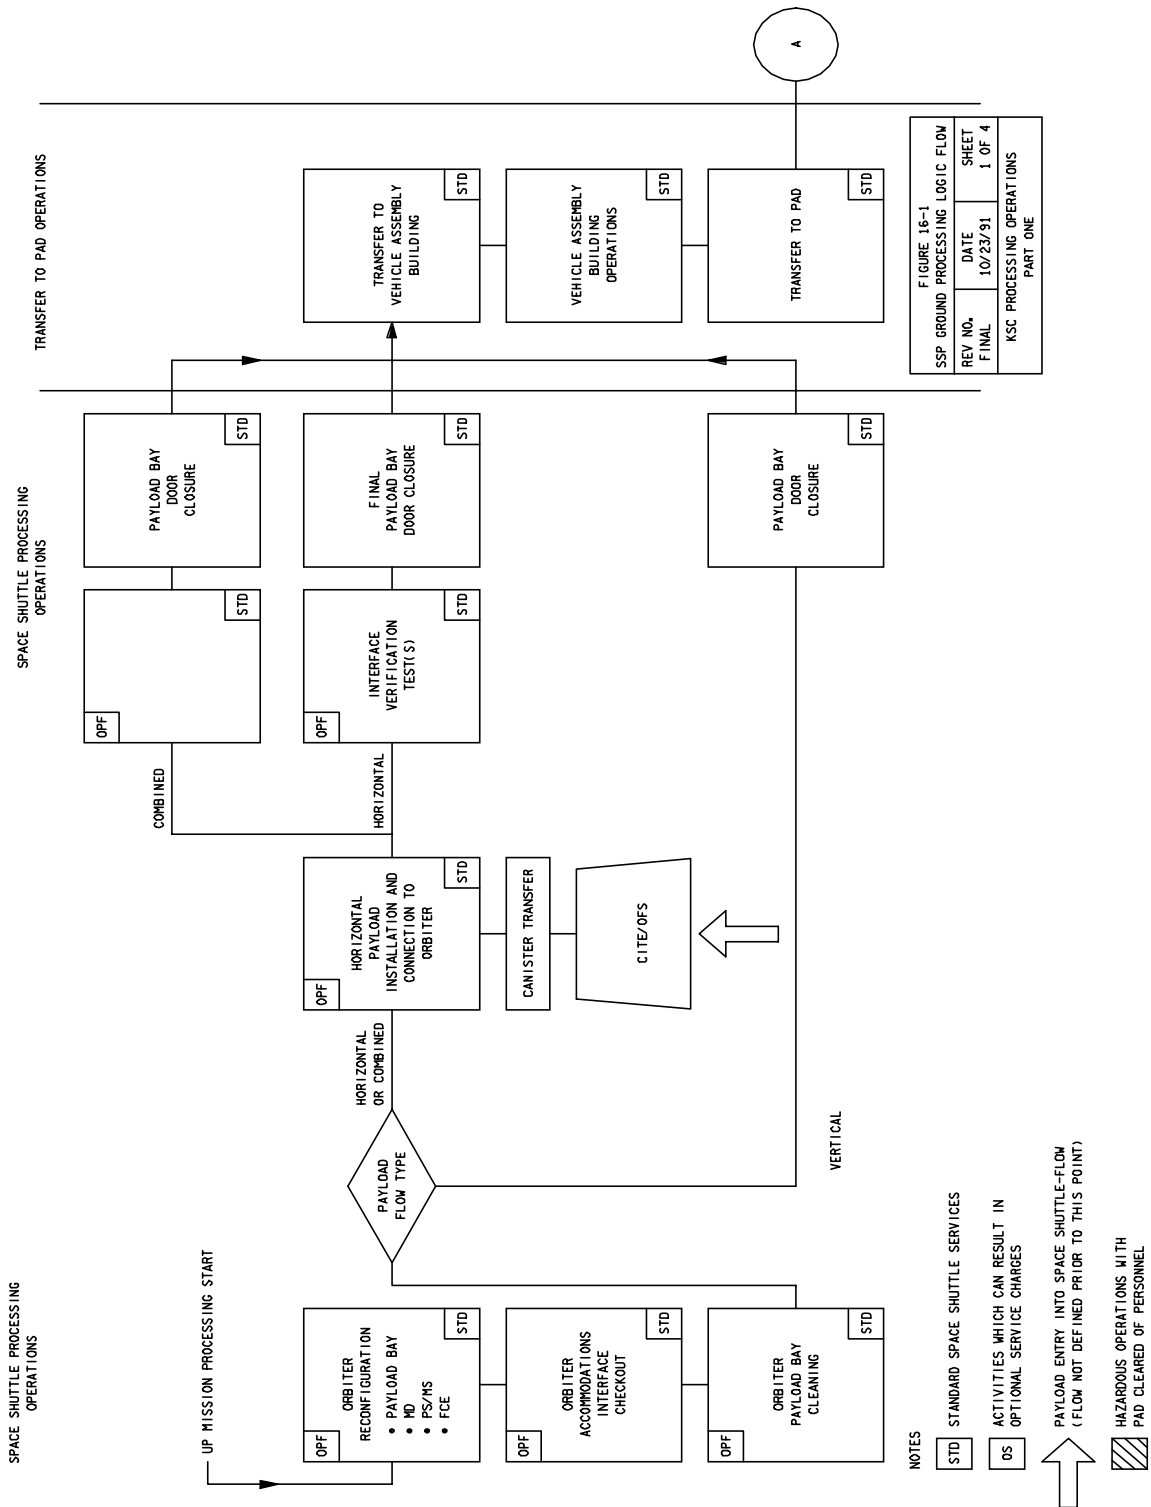 SPACE SHUTTLE PROCESSING
OPERATIONS
SPACE SHUTTLE PROCESSING
OPERATIONS
TRANSFER TO PAD OPERATIONS
UP MISSION PROCESSING START
OPF
ORBITER
RECONFIGURATION
• PAYLOAD BAY
• MD
• PS/MS
• FCE
STD
OPF
ORBITER
ACCOMMODATIONS
INTERFACE
CHECKOUT
STD
OPF
ORBITER
PAYLOAD BAY
CLEANING
STD
PAYLOAD
FLOW TYPE
HORIZONTAL
OR COMBINED
VERTICAL
OPF
HORIZONTAL
PAYLOAD
INSTALLATION AND
CONNECTION TO
ORBITER
STD
CANISTER TRANSFER
CITE/OFS
COMBINED
HORIZONTAL
OPF
STD
OPF
INTERFACE
VERIFICATION
TEST(S)
STD
PAYLOAD BAY
DOOR
CLOSURE
STD
FINAL
PAYLOAD BAY
DOOR CLOSURE
STD
PAYLOAD BAY
DOOR
CLOSURE
STD
TRANSFER TO
VEHICLE ASSEMBLY
BUILDING
STD
VEHICLE ASSEMBLY
BUILDING
OPERATIONS
STD
TRANSFER TO PAD
STD
A
NOTES
STD STANDARD SPACE SHUTTLE SERVICES
OS ACTIVITIES WHICH CAN RESULT IN
OPTIONAL SERVICE CHARGES
PAYLOAD ENTRY INTO SPACE SHUTTLE-FLOW
(FLOW NOT DEFINED PRIOR TO THIS POINT)
HAZARDOUS OPERATIONS WITH
PAD CLEARED OF PERSONNEL
FIGURE 16-1
SSP GROUND PROCESSING LOGIC FLOW
REV NO. DATE SHEET
FINAL 10/23/91 1 OF 4
KSC PROCESSING OPERATIONS
PART ONE